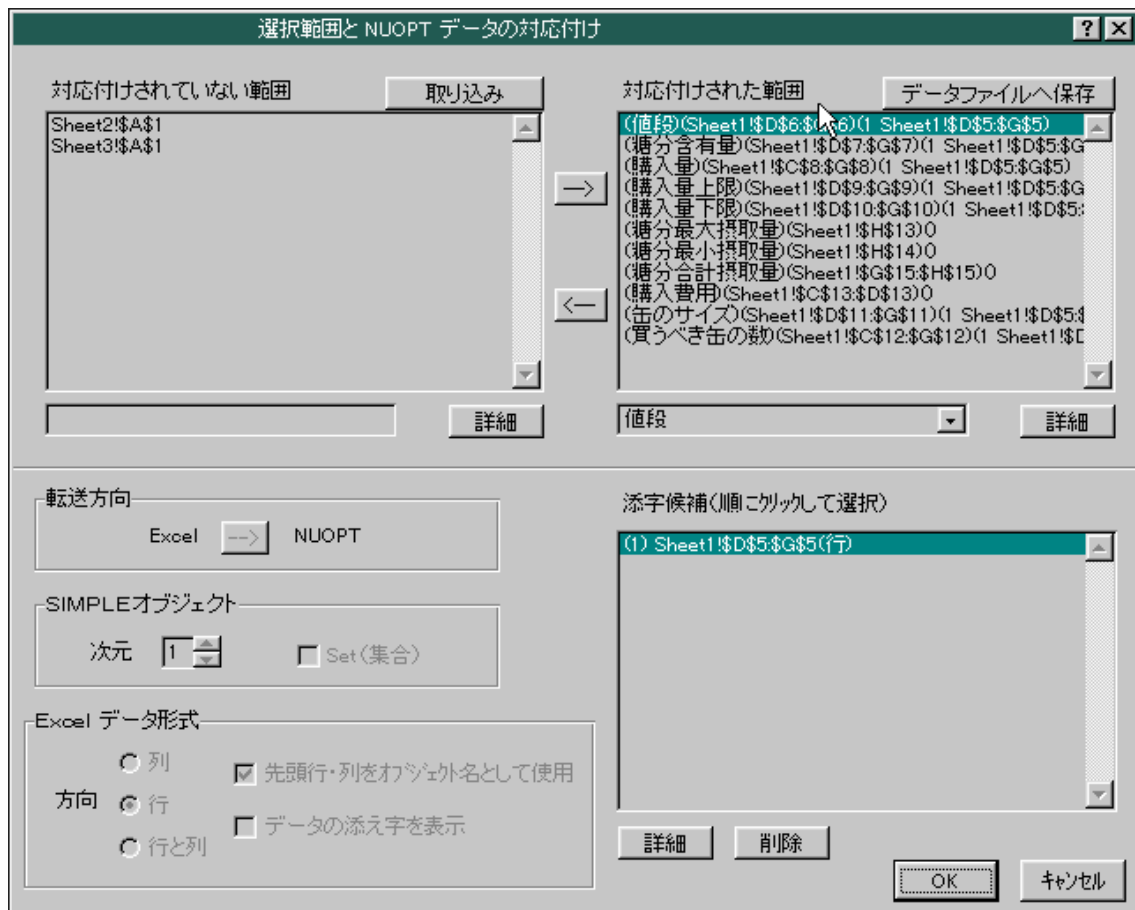 選択範囲と NUOPT データの対応付け
対応付けされていない範囲
取り込み
Sheet2!$A$1
Sheet3!$A$1
詳細
-->
<--
対応付けされた範囲
データファイルへ保存
(値段)(Sheet1!$D$6:$G$6)(1 Sheet1!$D$5:$G$5)
(糖分含有量)(Sheet1!$D$7:$G$7)(1 Sheet1!$D$5:$G
(購入量)(Sheet1!$C$8:$G$8)(1 Sheet1!$D$5:$G$5)
(購入量上限)(Sheet1!$D$9:$G$9)(1 Sheet1!$D$5:$G
(購入量下限)(Sheet1!$D$10:$G$10)(1 Sheet1!$D$5:
(糖分最大摂取量)(Sheet1!$H$13)()
(糖分最小摂取量)(Sheet1!$H$14)()
(糖分合計摂取量)(Sheet1!$G$15:$H$15)()
(購入費用)(Sheet1!$C$13:$D$13)()
(缶のサイズ)(Sheet1!$D$11:$G$11)(1 Sheet1!$D$5:$
(買うべき缶の数)(Sheet1!$C$12:$G$12)(1 Sheet1!$D
値段
詳細
転送方向
Excel --> NUOPT
SIMPLEオブジェクト
次元 1 Set(集合)
Excel データ形式
方向
列
行
行と列
先頭行・列をオブジェクト名として使用
データの添え字を表示
添字候補(順にクリックして選択)
(1) Sheet1!$D$5:$G$5(行)
詳細
削除
OK
キャンセル